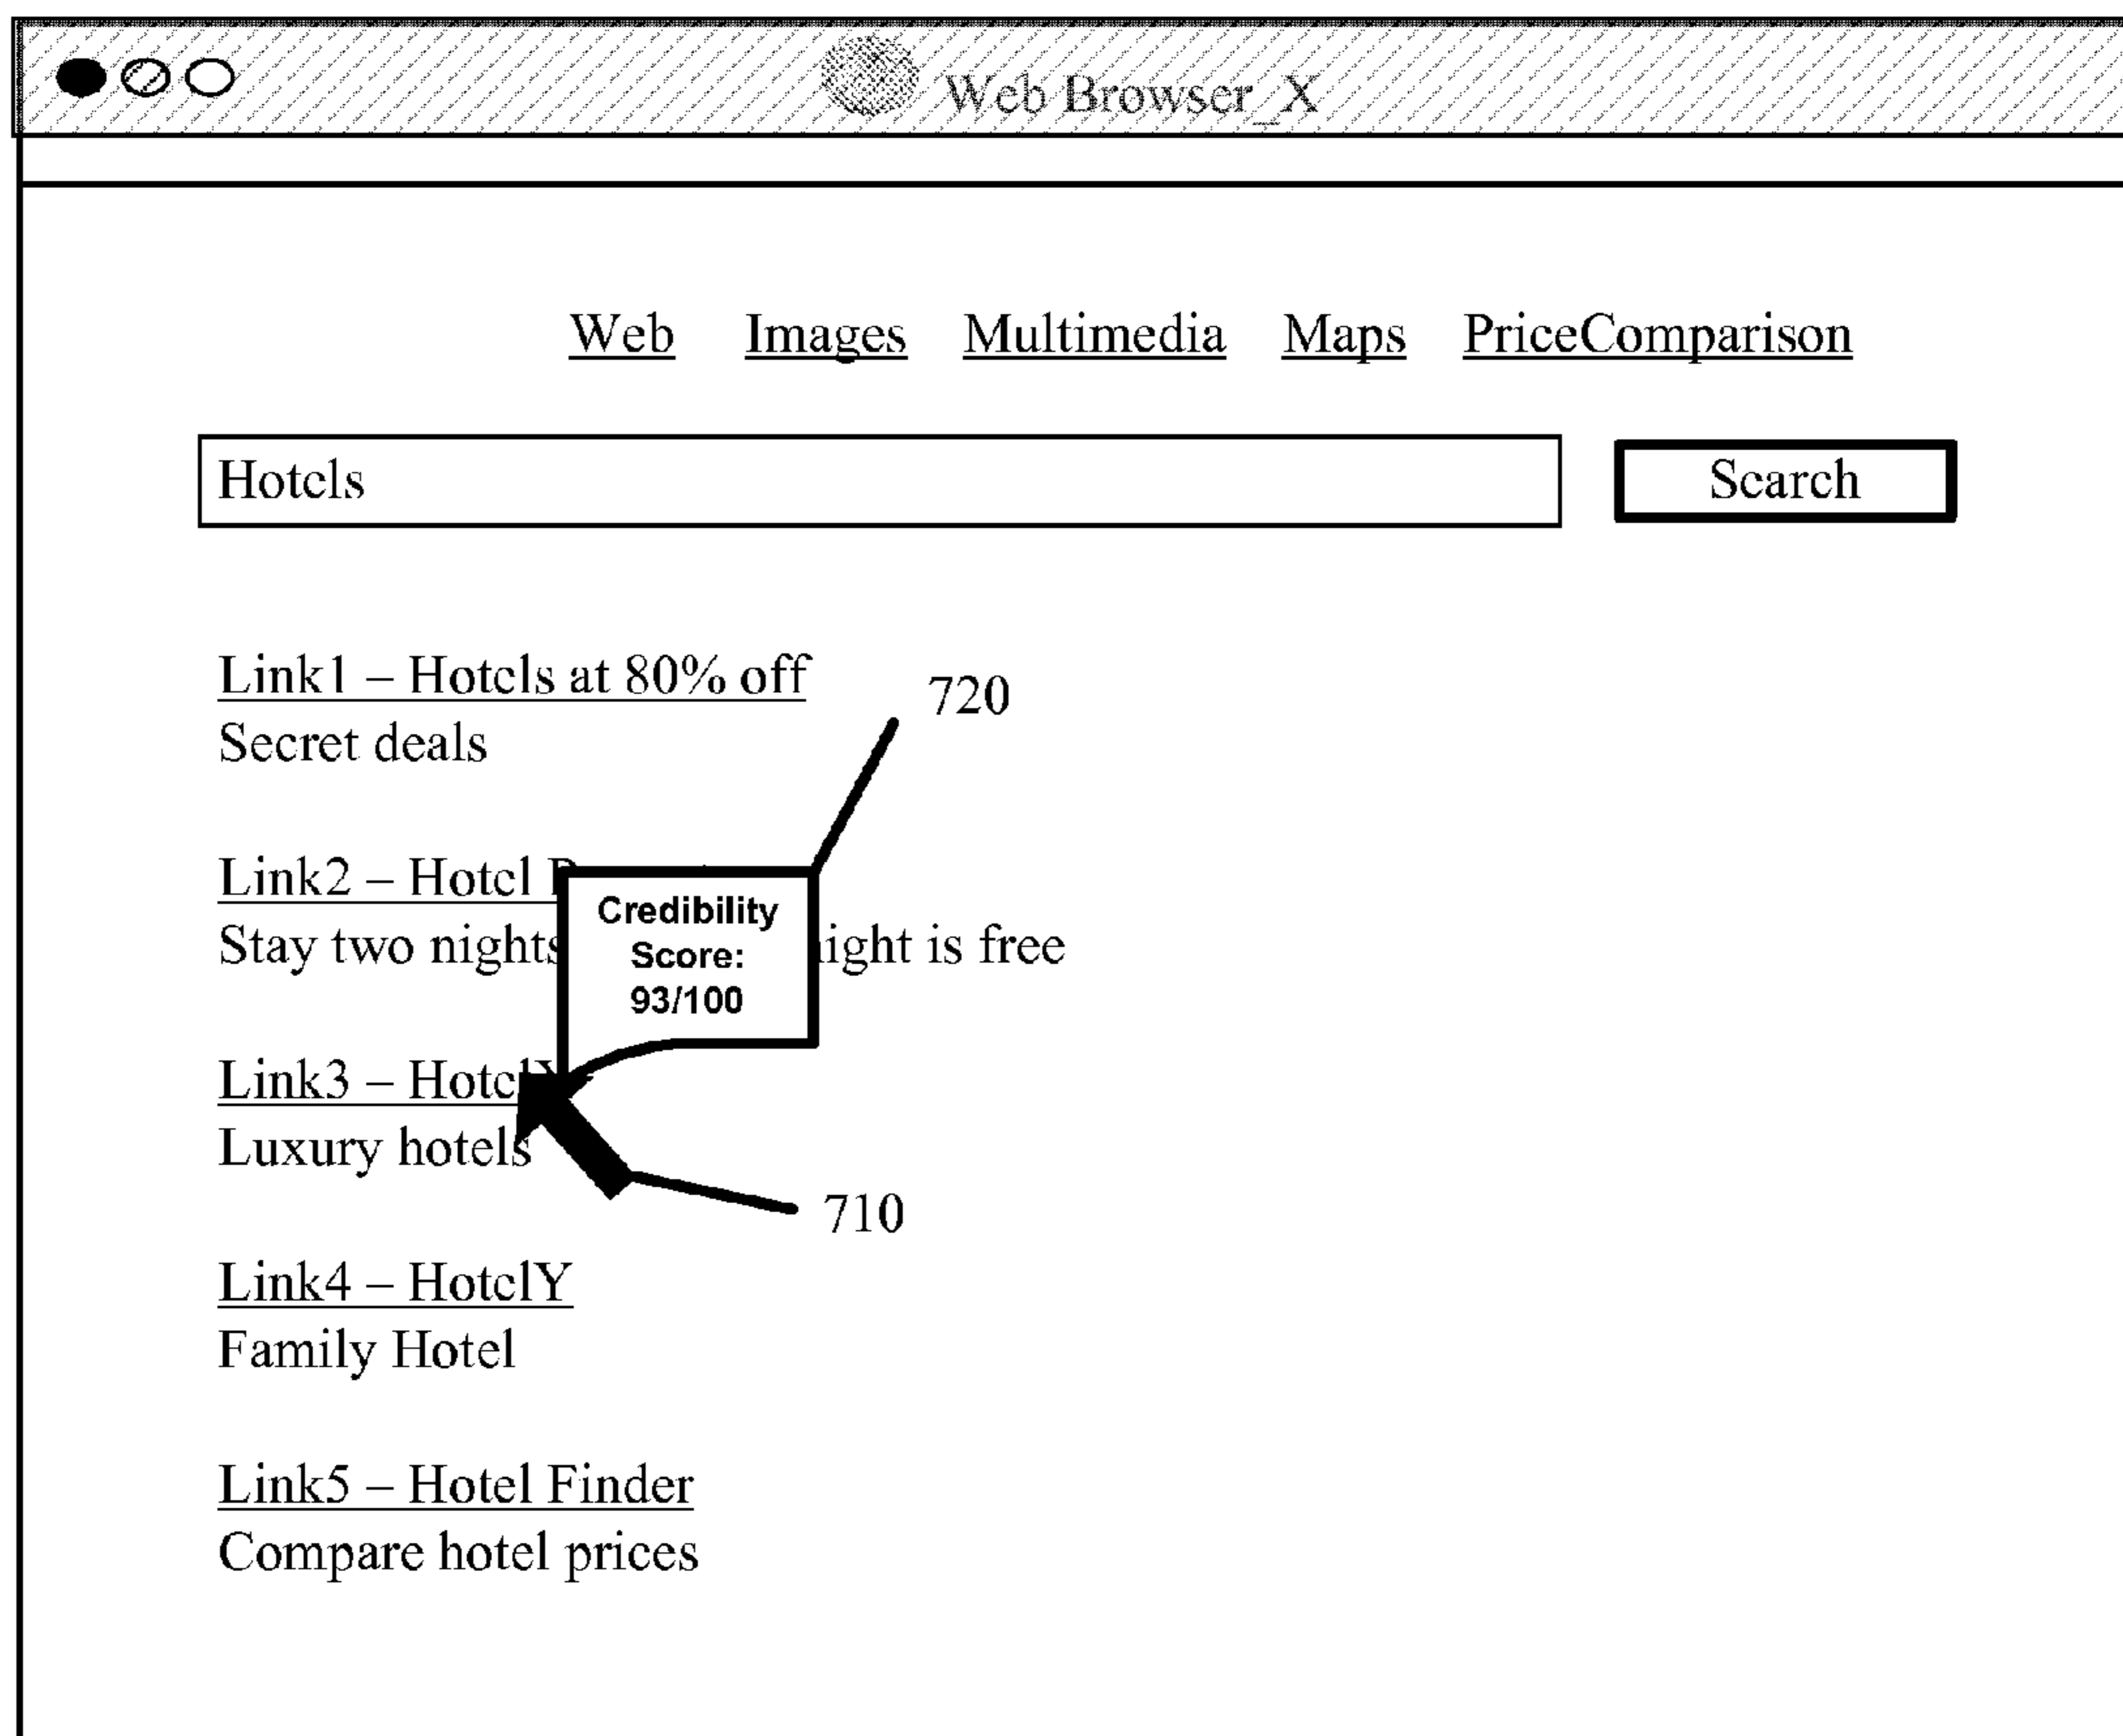 Web Browser_X
Web Images Multimedia Maps PriceComparison
Hotels
Search
Link1 – Hotels at 80% off
720
Secret deals
Link2 – Hotel
Credibility
Score:
93/100
Stay two nights is free
Link3 –
Luxury hotels
710
Link4 – HotelY
Family Hotel
Link5 – Hotel Finder
Compare hotel prices